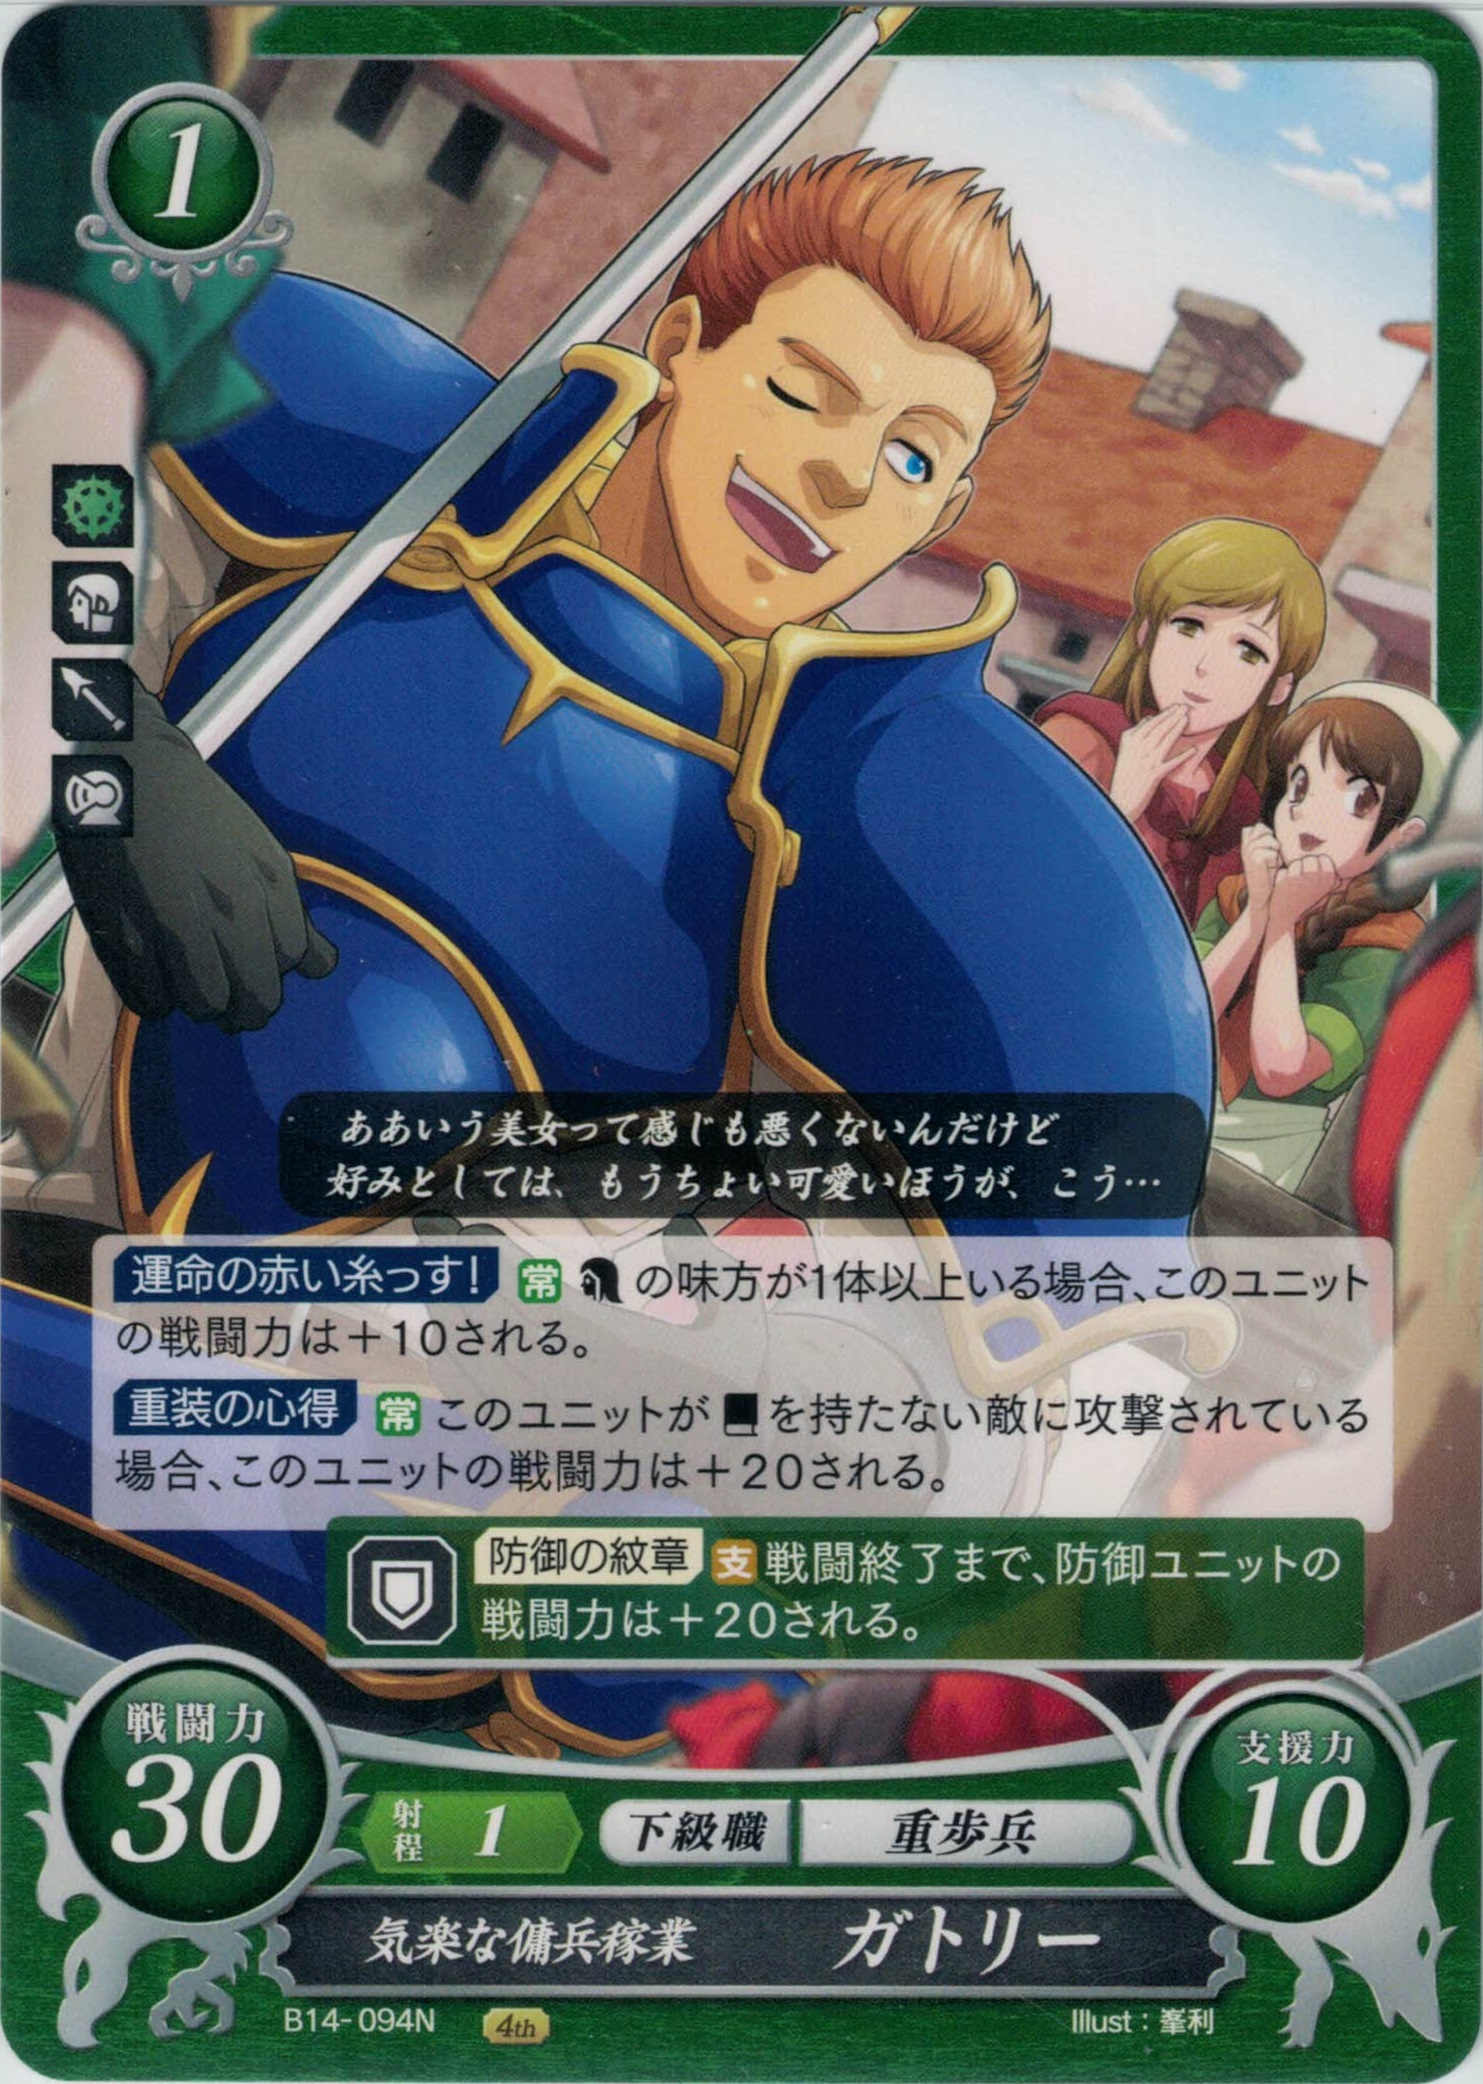 1
ああいう美女って感じも悪くないんだけど
好みとしては、もうちょい可愛いほうが、こう…
運命の赤い糸っす! 常 の味方が1体以上いる場合、このユニット
の戦闘力は+10される。
重装の心得 常 このユニットが を持たない敵に攻撃されている
場合、このユニットの戦闘力は+20される。
防御の紋章 支 戦闘終了まで、防御ユニットの
戦闘力は+20される。
戦闘力
30
射程 1
下級職 重歩兵
支援力
10
気楽な傭兵稼業 ガトリー
B14-094N 4th Illust：峯利